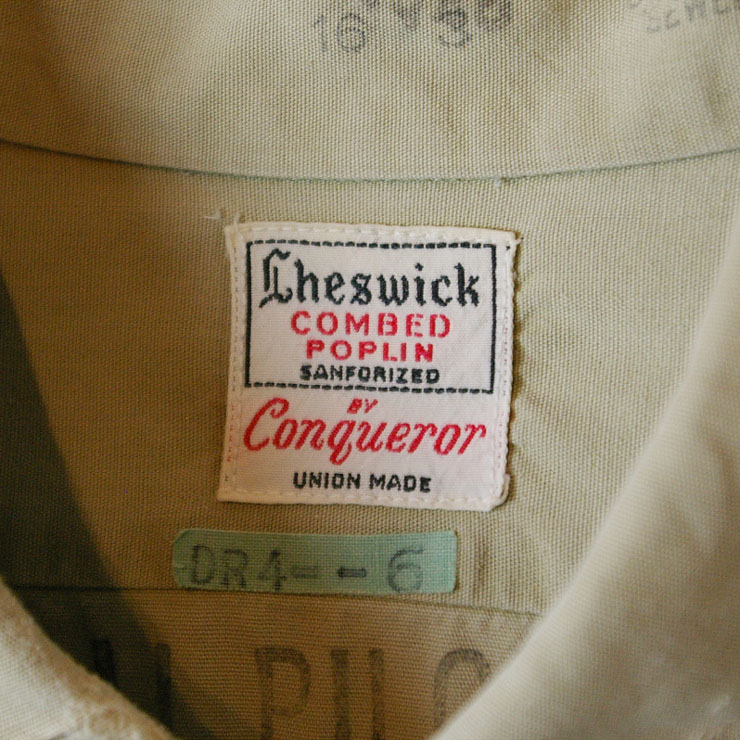 Cheswick
COMBED
POPLIN
SANFORIZED
BY
Conqueror
UNION MADE
DR4=--6